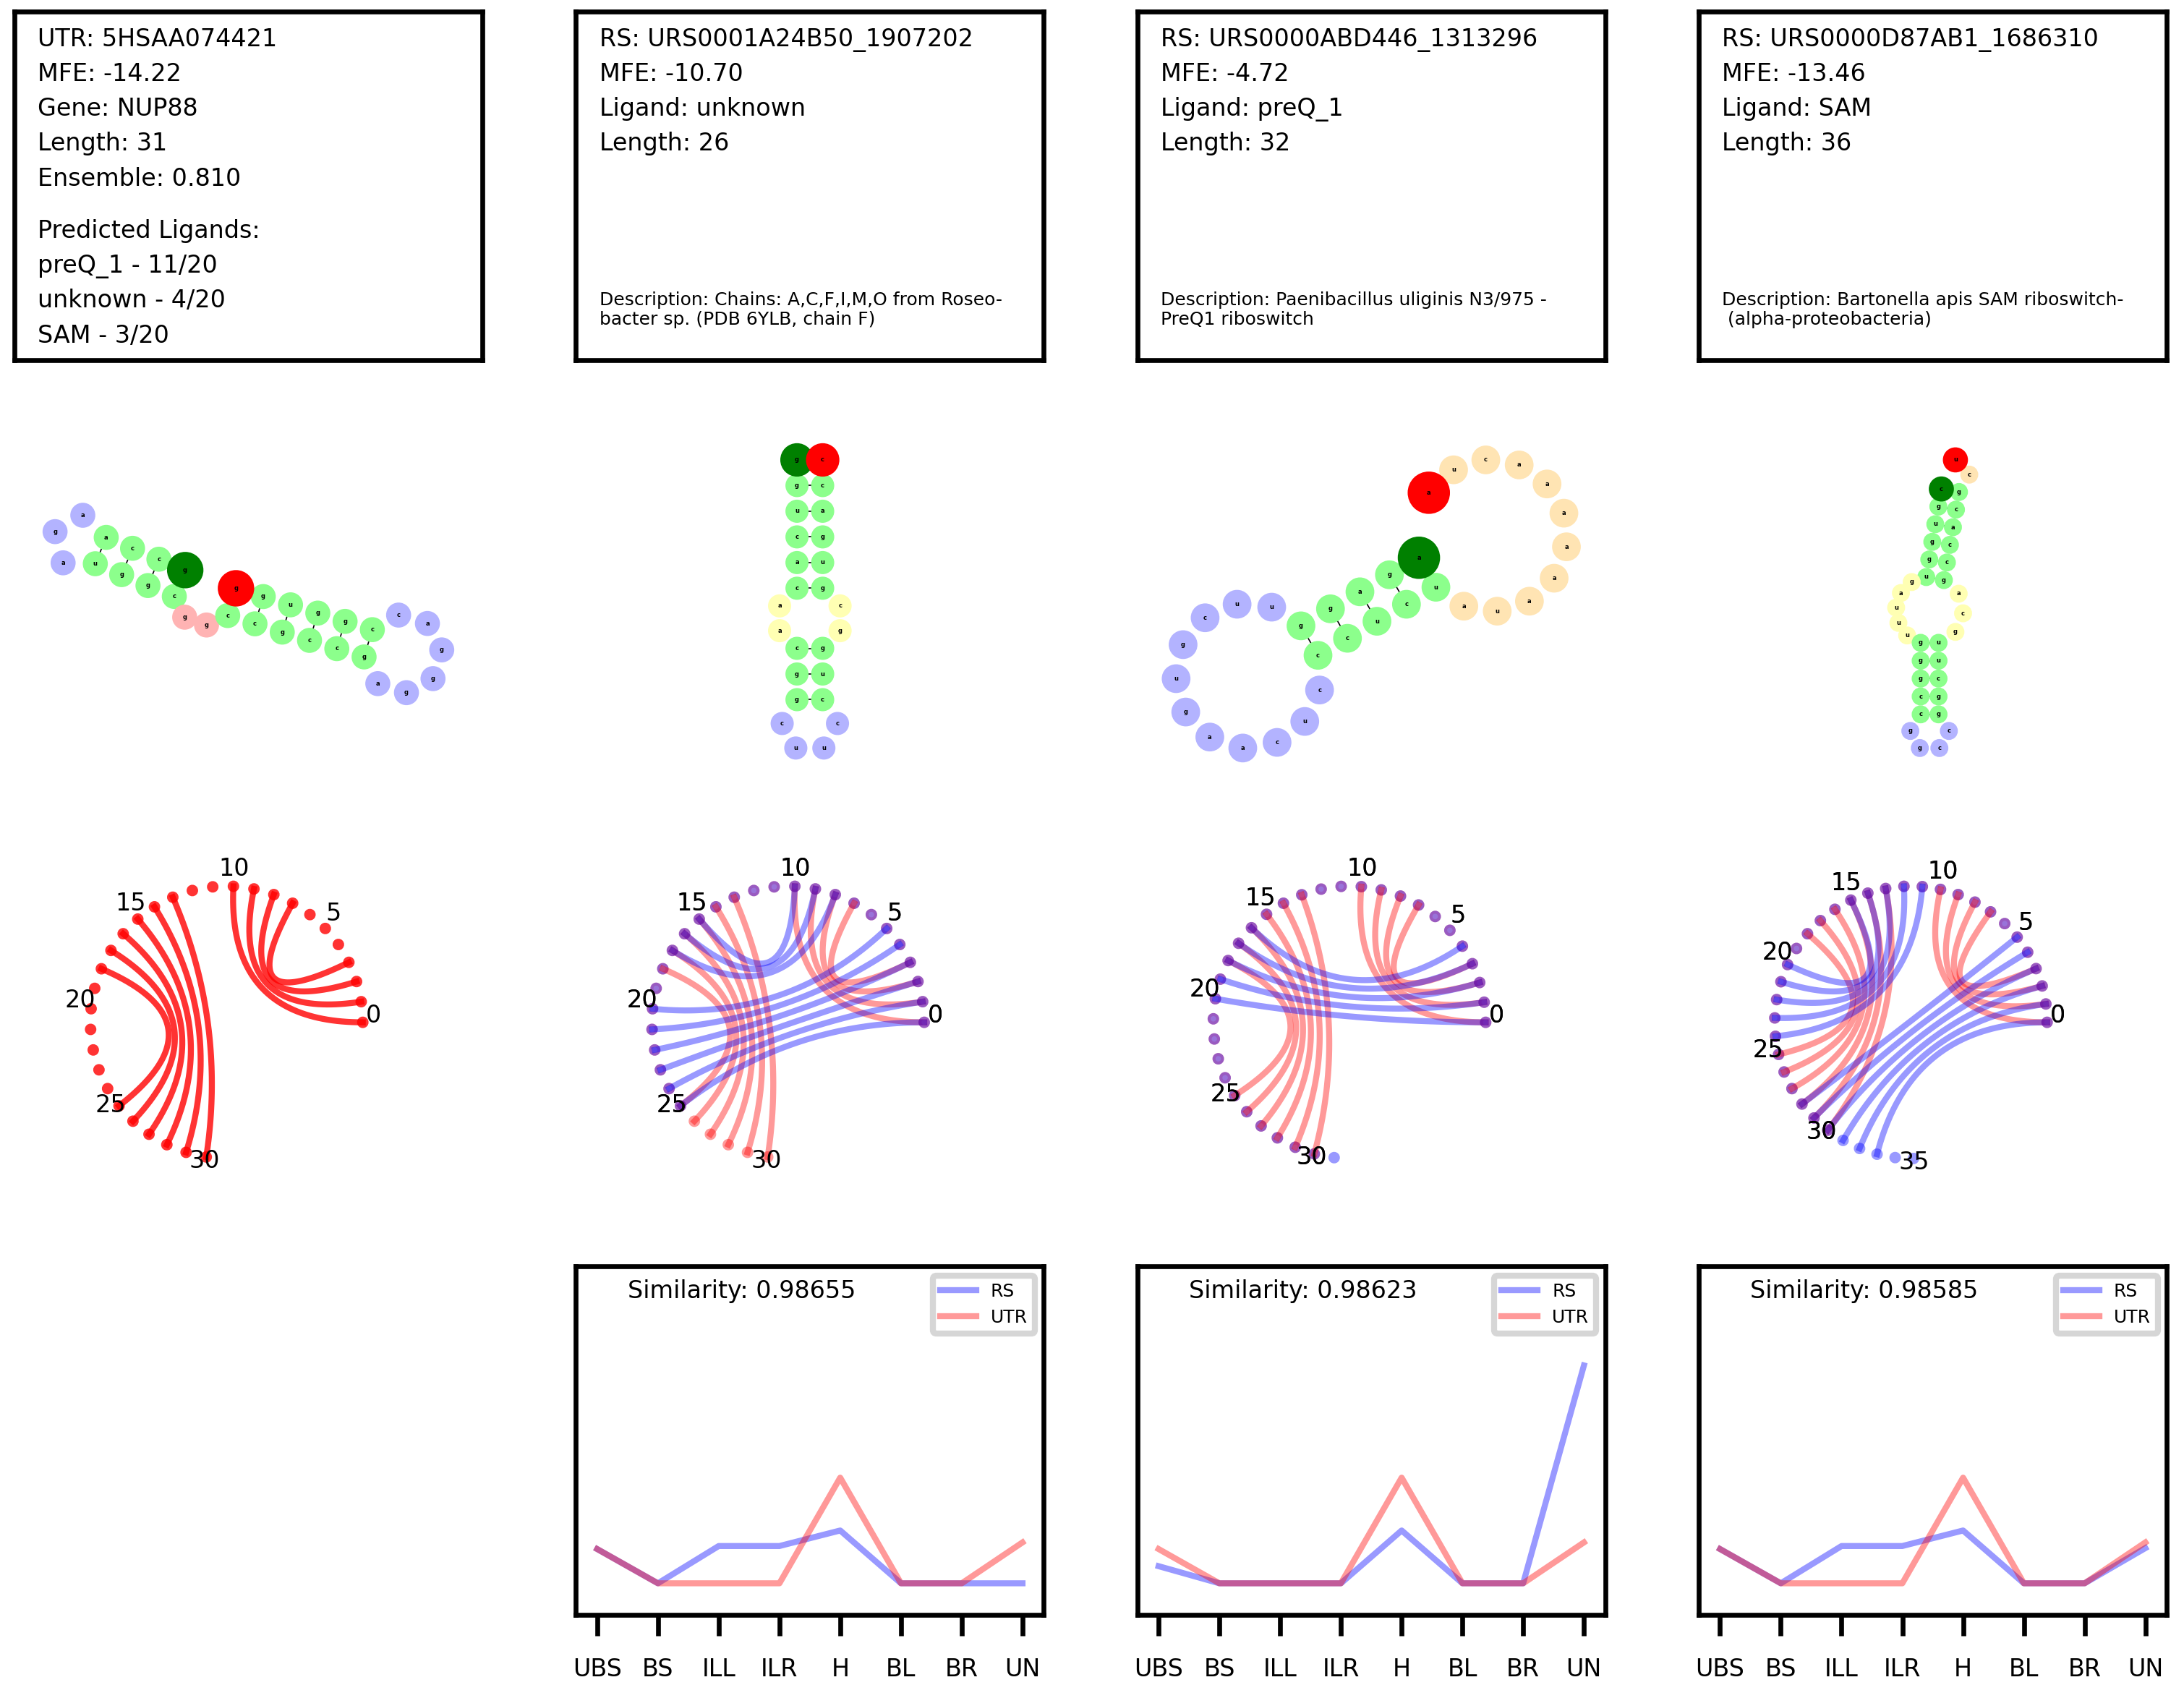 UTR: 5HSAA074421
MFE: -14.22
Gene: NUP88
Length: 31
Ensemble: 0.810
Predicted Ligands:
preQ_1 - 11/20
unknown - 4/20
SAM - 3/20
RS: URS0001A24B50_1907202
MFE: -10.70
Ligand: unknown
Length: 26
Description: Chains: A,C,F,I,M,O from Roseo-
bacter sp. (PDB 6YLB, chain F)
RS: URS0000ABD446_1313296
MFE: -4.72
Ligand: preQ_1
Length: 32
Description: Paenibacillus uliginis N3/975 -
PreQ1 riboswitch
RS: URS0000D87AB1_1686310
MFE: -13.46
Ligand: SAM
Length: 36
Description: Bartonella apis SAM riboswitch-
(alpha-proteobacteria)
0
5
10
15
20
25
30
0
5
10
15
20
25
30
0
5
10
15
20
25
30
0
5
10
15
20
25
30
35
Similarity: 0.98655
RS
UTR
UBS BS ILL ILR H BL BR UN
Similarity: 0.98623
RS
UTR
UBS BS ILL ILR H BL BR UN
Similarity: 0.98585
RS
UTR
UBS BS ILL ILR H BL BR UN